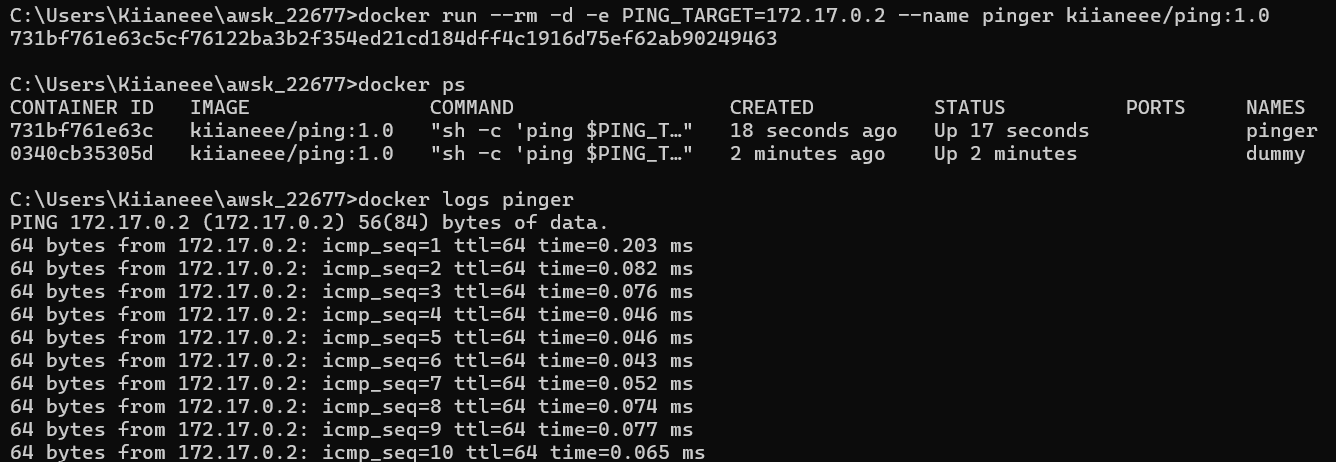 C:\Users\Kiianeee\awsk_22677>docker run --rm -d -e PING_TARGET=172.17.0.2 --name pinger kiianeee/ping:1.0
731bf761e63c5cf76122ba3b2f354ed21cd184dff4c1916d75ef62ab90249463
C:\Users\Kiianeee\awsk_22677>docker ps
CONTAINER ID   IMAGE               COMMAND                  CREATED          STATUS          PORTS     NAMES
731bf761e63c   kiianeee/ping:1.0   "sh -c 'ping $PING_T…"   18 seconds ago   Up 17 seconds             pinger
0340cb35305d   kiianeee/ping:1.0   "sh -c 'ping $PING_T…"   2 minutes ago    Up 2 minutes              dummy
C:\Users\Kiianeee\awsk_22677>docker logs pinger
PING 172.17.0.2 (172.17.0.2) 56(84) bytes of data.
64 bytes from 172.17.0.2: icmp_seq=1 ttl=64 time=0.203 ms
64 bytes from 172.17.0.2: icmp_seq=2 ttl=64 time=0.082 ms
64 bytes from 172.17.0.2: icmp_seq=3 ttl=64 time=0.076 ms
64 bytes from 172.17.0.2: icmp_seq=4 ttl=64 time=0.046 ms
64 bytes from 172.17.0.2: icmp_seq=5 ttl=64 time=0.046 ms
64 bytes from 172.17.0.2: icmp_seq=6 ttl=64 time=0.043 ms
64 bytes from 172.17.0.2: icmp_seq=7 ttl=64 time=0.052 ms
64 bytes from 172.17.0.2: icmp_seq=8 ttl=64 time=0.074 ms
64 bytes from 172.17.0.2: icmp_seq=9 ttl=64 time=0.077 ms
64 bytes from 172.17.0.2: icmp_seq=10 ttl=64 time=0.065 ms